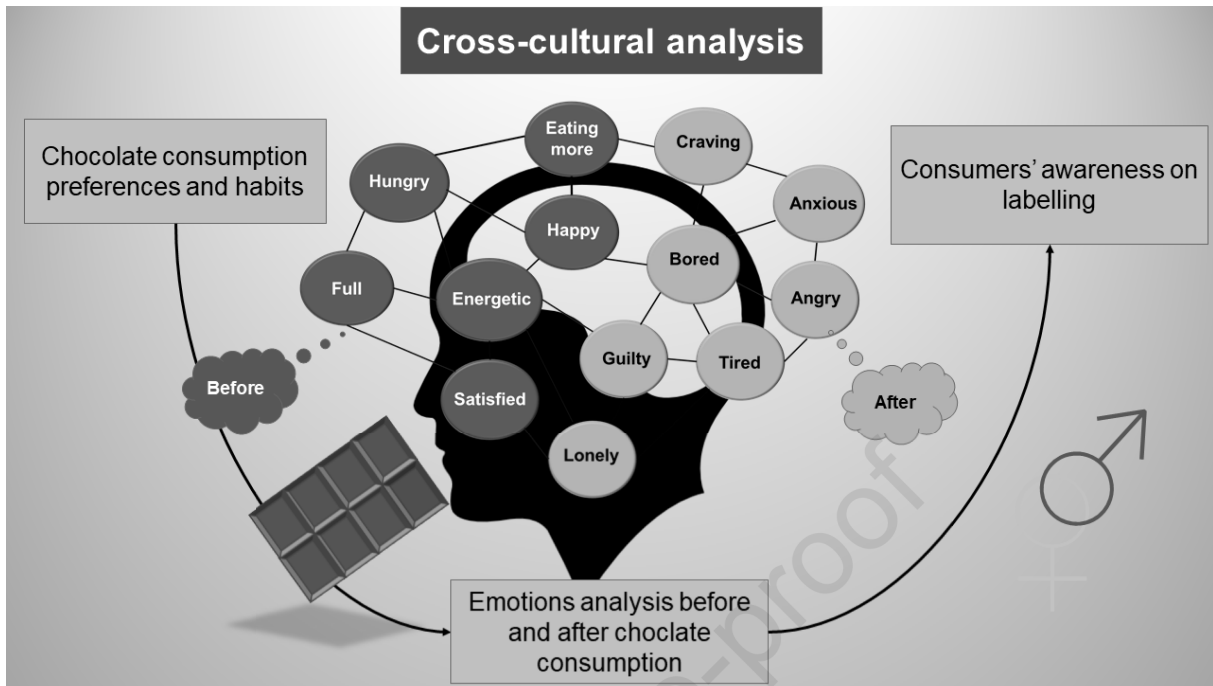 Cross-cultural analysis
Chocolate consumption
preferences and habits
Eating
more
Craving
Hungry
Anxious
Happy
Bored
Full
Energetic
Angry
Guilty
Tired
Satisfied
Lonely
Before
After
Consumers’ awareness on
labelling
Emotions analysis before
and after choclate
consumption
-proof